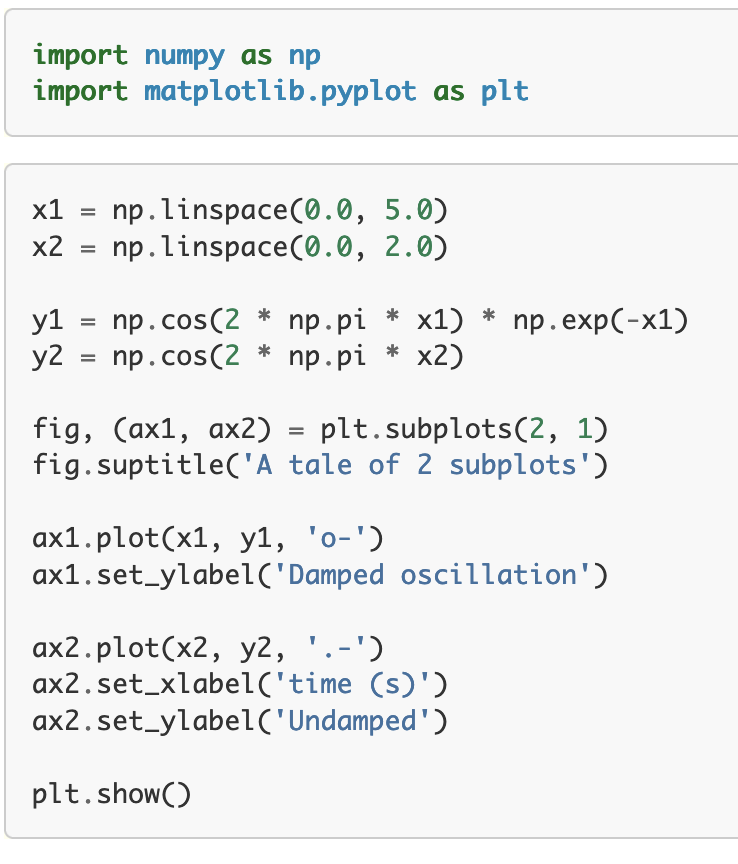 import numpy as np
import matplotlib.pyplot as plt
x1 = np.linspace(0.0, 5.0)
x2 = np.linspace(0.0, 2.0)
y1 = np.cos(2 * np.pi * x1) * np.exp(-x1)
y2 = np.cos(2 * np.pi * x2)
fig, (ax1, ax2) = plt.subplots(2, 1)
fig.suptitle('A tale of 2 subplots')
ax1.plot(x1, y1, 'o-')
ax1.set_ylabel('Damped oscillation')
ax2.plot(x2, y2, '.-')
ax2.set_xlabel('time (s)')
ax2.set_ylabel('Undamped')
plt.show()